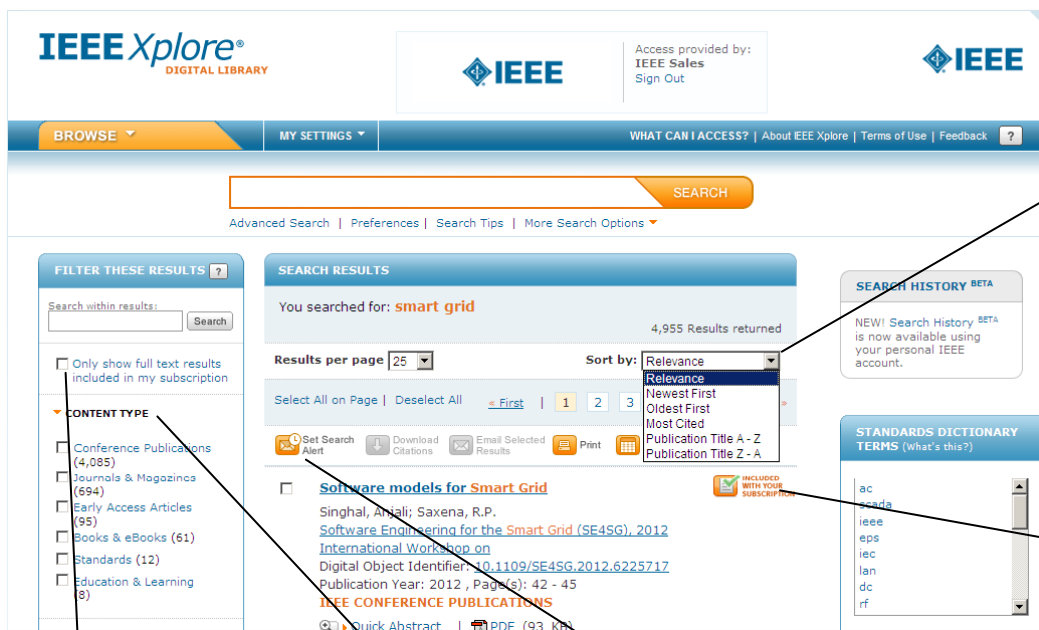 IEEE Xplore®
DIGITAL LIBRARY
IEEE
Access provided by:
IEEE Sales
Sign Out
IEEE
BROWSE
MY SETTINGS
WHAT CAN I ACCESS? | About IEEE Xplore | Terms of Use | Feedback ?
SEARCH
Advanced Search | Preferences | Search Tips | More Search Options
FILTER THESE RESULTS ?
Search within results:
Search
Only show full text results
included in my subscription
CONTENT TYPE
Conference Publications
(4,085)
Journals & Magazines
(694)
Early Access Articles
(95)
Books & eBooks (61)
Standards (12)
Education & Learning
(8)
SEARCH RESULTS
You searched for: smart grid
4,955 Results returned
Results per page 25
Sort by: Relevance
Relevance
Newest First
Oldest First
Most Cited
Publication Title A - Z
Publication Title Z - A
Select All on Page | Deselect All
« First | 1 2 3 »
Set Search
Alert
Download
Citations
Email Selected
Results
Print
Software models for Smart Grid
INCLUDED
WITH YOUR
SUBSCRIPTION
Singhal, Anjali; Saxena, R.P.
Software Engineering for the Smart Grid (SE4SG), 2012
International Workshop on
Digital Object Identifier: 10.1109/SE4SG.2012.6225717
Publication Year: 2012 , Page(s): 42 - 45
IEEE CONFERENCE PUBLICATIONS
Quick Abstract | PDF (93 KB)
SEARCH HISTORY BETA
NEW! Search History BETA
is now available using
your personal IEEE
account.
STANDARDS DICTIONARY
TERMS (What's this?)
ac
scada
ieee
eps
iec
lan
dc
rf